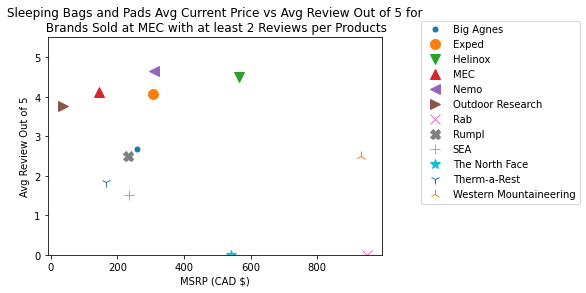 Sleeping Bags and Pads Avg Current Price vs Avg Review Out of 5 for
Brands Sold at MEC with at least 2 Reviews per Products
Avg Review Out of 5
5
4
3
2
1
0
0
200
400
600
800
MSRP (CAD $)
Big Agnes
Exped
Helinox
MEC
Nemo
Outdoor Research
Rab
Rumpl
SEA
The North Face
Therm-a-Rest
Western Mountaineering